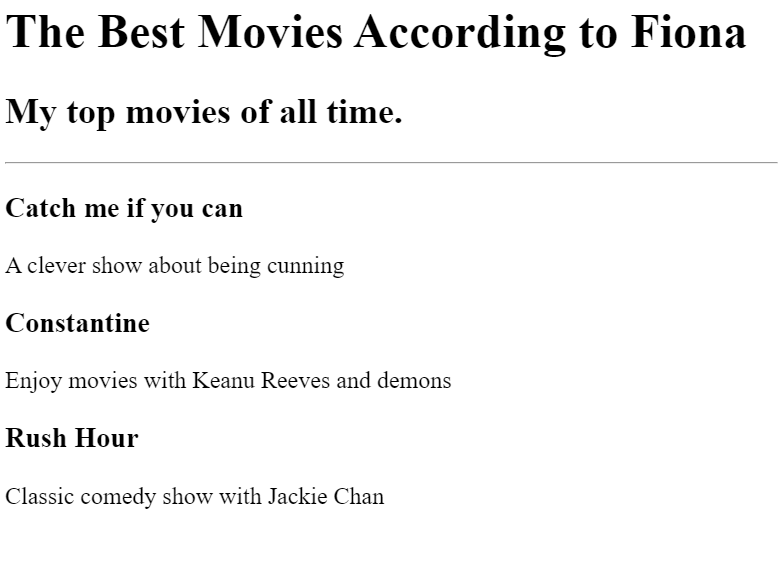 The Best Movies According to Fiona
My top movies of all time.
Catch me if you can
A clever show about being cunning
Constantine
Enjoy movies with Keanu Reeves and demons
Rush Hour
Classic comedy show with Jackie Chan